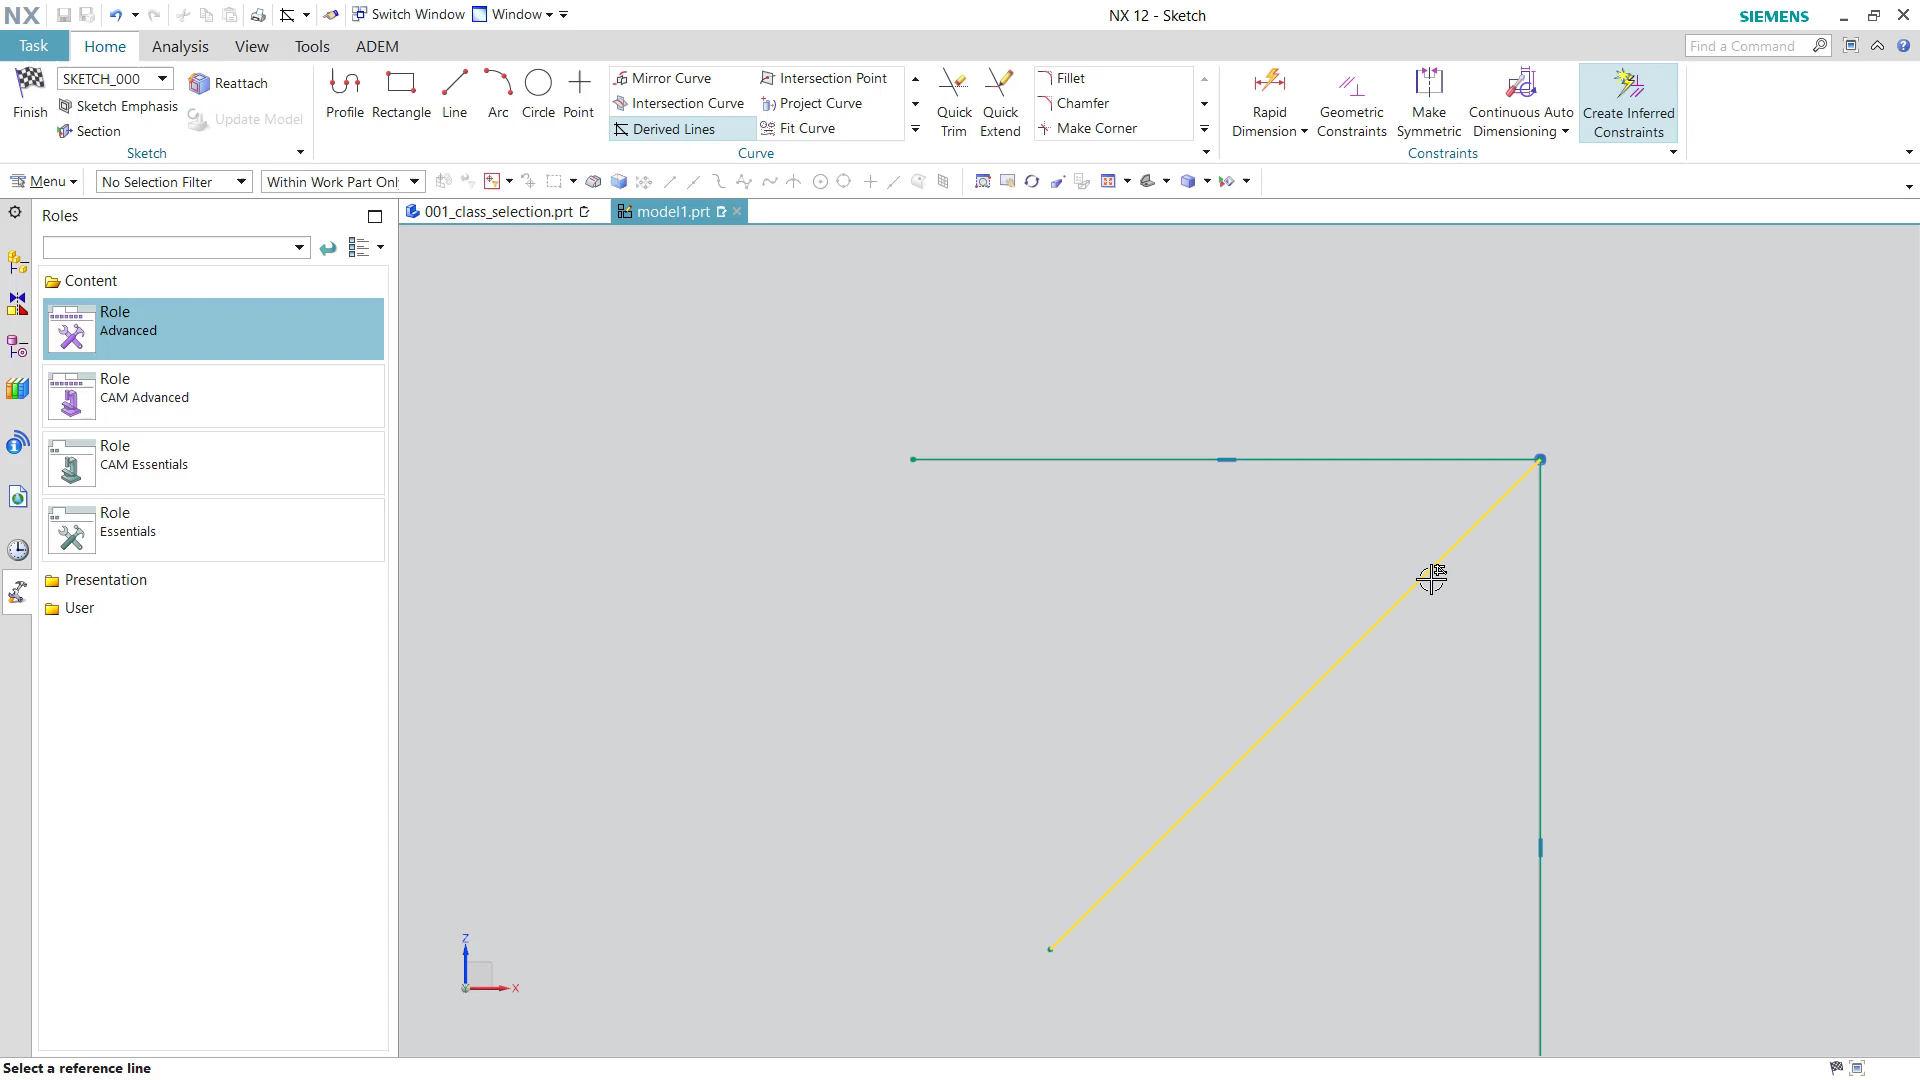 NX
Switch Window
Window
NX 12 - Sketch
SIEMENS
Task
Home
Analysis
View
Tools
ADEM
Find a Command
Finish
SKETCH_000
Sketch Emphasis
Section
Reattach
Update Model
Sketch
Profile
Rectangle
Line
Arc
Circle
Point
Mirror Curve
Intersection Curve
Derived Lines
Intersection Point
Project Curve
Fit Curve
Quick Trim
Quick Extend
Fillet
Chamfer
Make Corner
Curve
Rapid Dimension
Geometric Constraints
Make Symmetric
Continuous Auto Dimensioning
Create Inferred Constraints
Constraints
Menu
No Selection Filter
Within Work Part Onl
Roles
001_class_selection.prt
model1.prt
Content
Role
Advanced
Role
CAM Advanced
Role
CAM Essentials
Role
Essentials
Presentation
User
Z
Y
X
Select a reference line